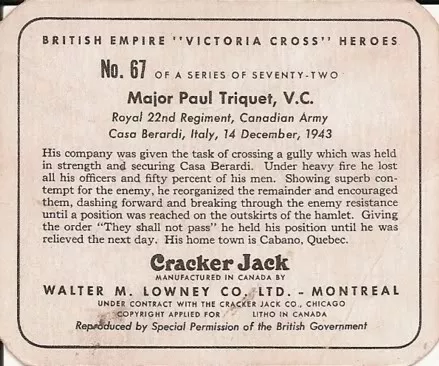 BRITISH EMPIRE "VICTORIA CROSS" HEROES
No. 67 OF A SERIES OF SEVENTY-TWO
Major Paul Triquet, V.C.
Royal 22nd Regiment, Canadian Army
Casa Berardi, Italy, 14 December, 1943
His company was given the task of crossing a gully which was held
in strength and securing Casa Berardi. Under heavy fire he lost
all his officers and fifty percent of his men. Showing superb con-
tempt for the enemy, he reorganized the remainder and encouraged
them, dashing forward and breaking through the enemy resistance
until a position was reached on the outskirts of the hamlet. Giving
the order "They shall not pass" he held his position until he was
relieved the next day. His home town is Cabano, Quebec.
Cracker Jack
MANUFACTURED IN CANADA BY
WALTER M. LOWNEY CO. LTD. - MONTREAL
UNDER CONTRACT WITH THE CRACKER JACK CO., CHICAGO
COPYRIGHT APPLIED FOR LITHO IN CANADA
Reproduced by Special Permission of the British Government